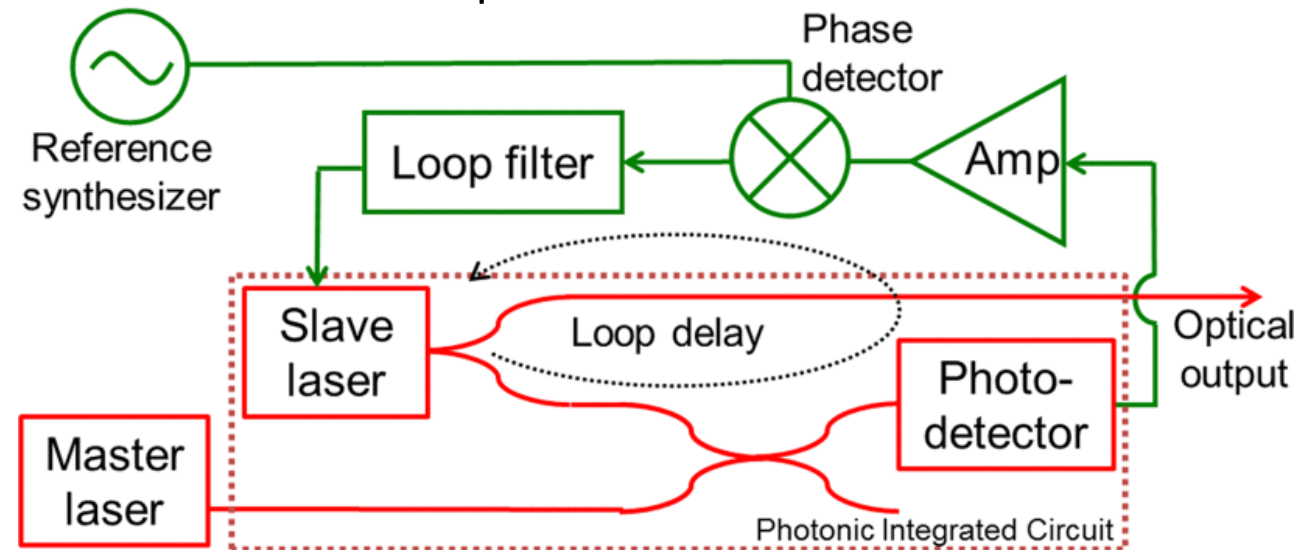 Phase
detector
Reference
synthesizer
Loop filter
Amp
Slave
laser
Loop delay
Optical
output
Photo-
detector
Master
laser
Photonic Integrated Circuit